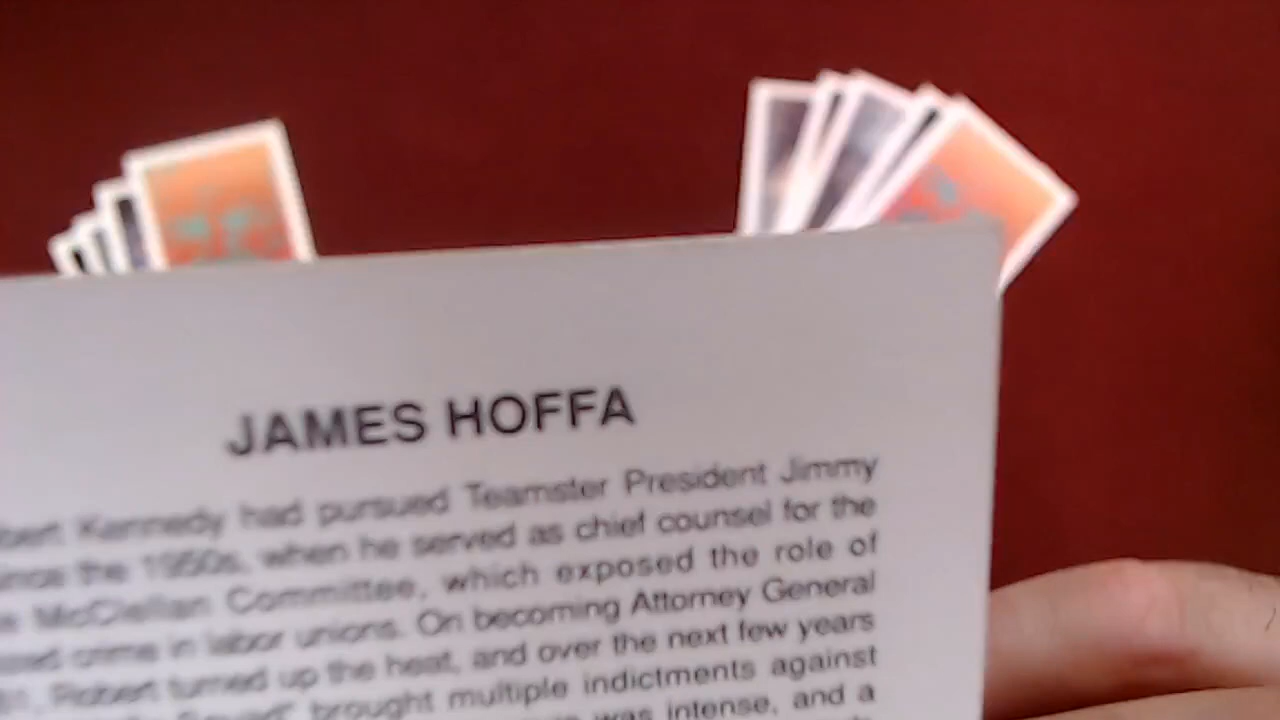 JAMES HOFFA
Kennedy had pursued Teamster President Jimmy
the 1950s, when he served as chief counsel for the
McClellan Committee, which exposed the role of
crime in labor unions. On becoming Attorney General
Robert turned up the heat, and over the next few years
brought multiple indictments against
was intense, and a